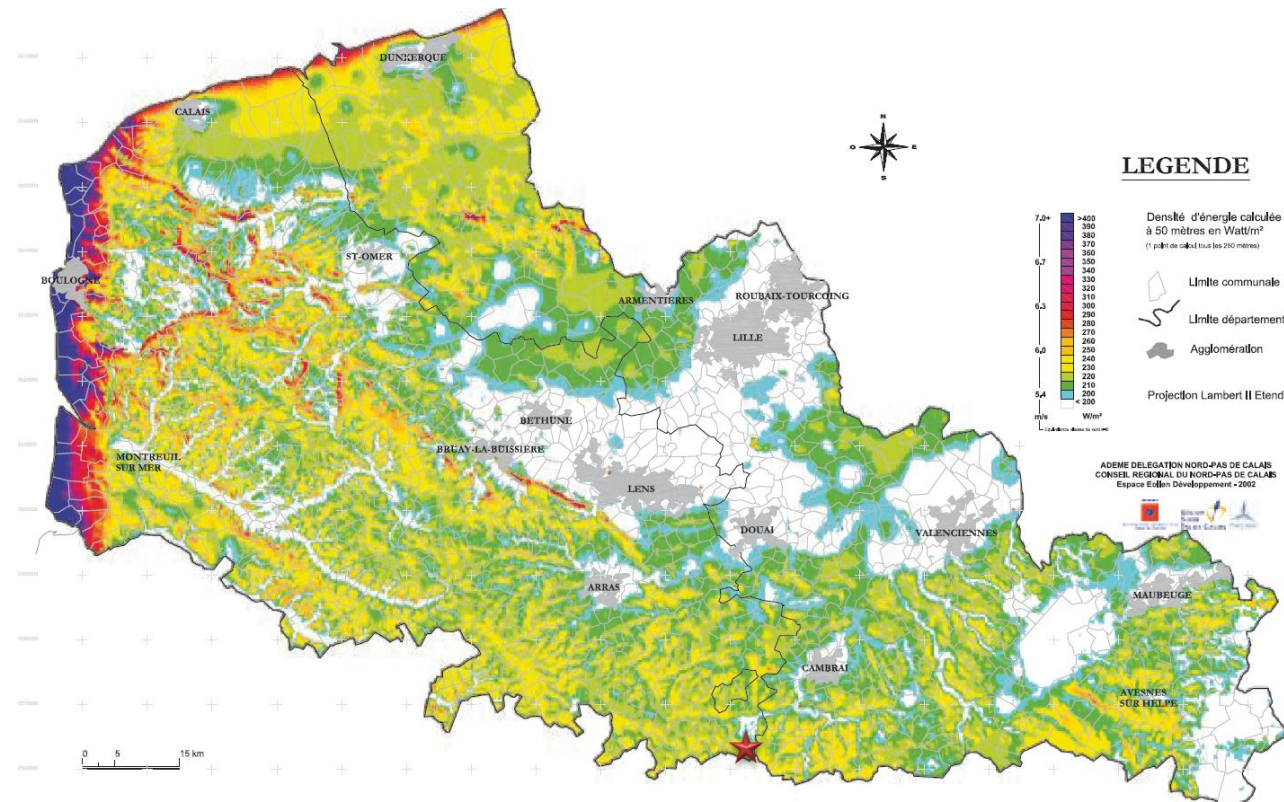 DUNKERQUE
CALAIS
N
O
E
S
ST-OMER
BOULOGNE
ARMENTIERES
ROUBAIX-TOURCOING
LILLE
BETHUNE
BRUAY-LA-BUISSIERE
MONTREUIL
SUR MER
LENS
DOUAI
VALENCIENNES
ARRAS
MAUBEUGE
CAMBRAI
AVESNES
SUR HELPE
0 5 15 km
LEGENDE
7.0+
6.7
6.3
6.0
5.4
m/s
>400
390
380
370
360
350
340
330
320
310
300
290
280
270
260
250
240
230
220
210
200
< 200
W/m²
Densité d'énergie calculée
à 50 mètres en Watt/m²
(1 point de calcul tous les 250 mètres)
Limite communale
Limite département
Agglomération
Projection Lambert II Etend
ADEME DELEGATION NORD-PAS DE CALAIS
CONSEIL REGIONAL DU NORD-PAS DE CALAIS
Espace Eolien Développement - 2002